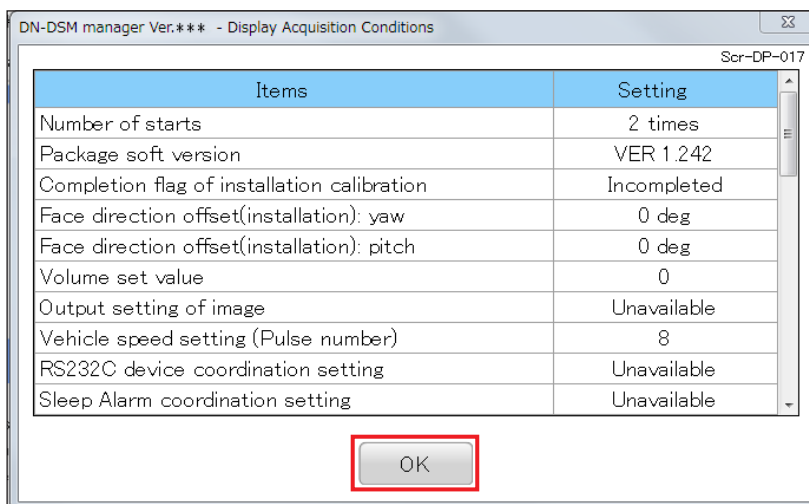 DN-DSM manager Ver.*** - Display Acquisition Conditions
Scr-DP-017
Items Setting
Number of starts 2 times
Package soft version VER 1.242
Completion flag of installation calibration Incompleted
Face direction offset(installation): yaw 0 deg
Face direction offset(installation): pitch 0 deg
Volume set value 0
Output setting of image Unavailable
Vehicle speed setting (Pulse number) 8
RS232C device coordination setting Unavailable
Sleep Alarm coordination setting Unavailable
OK